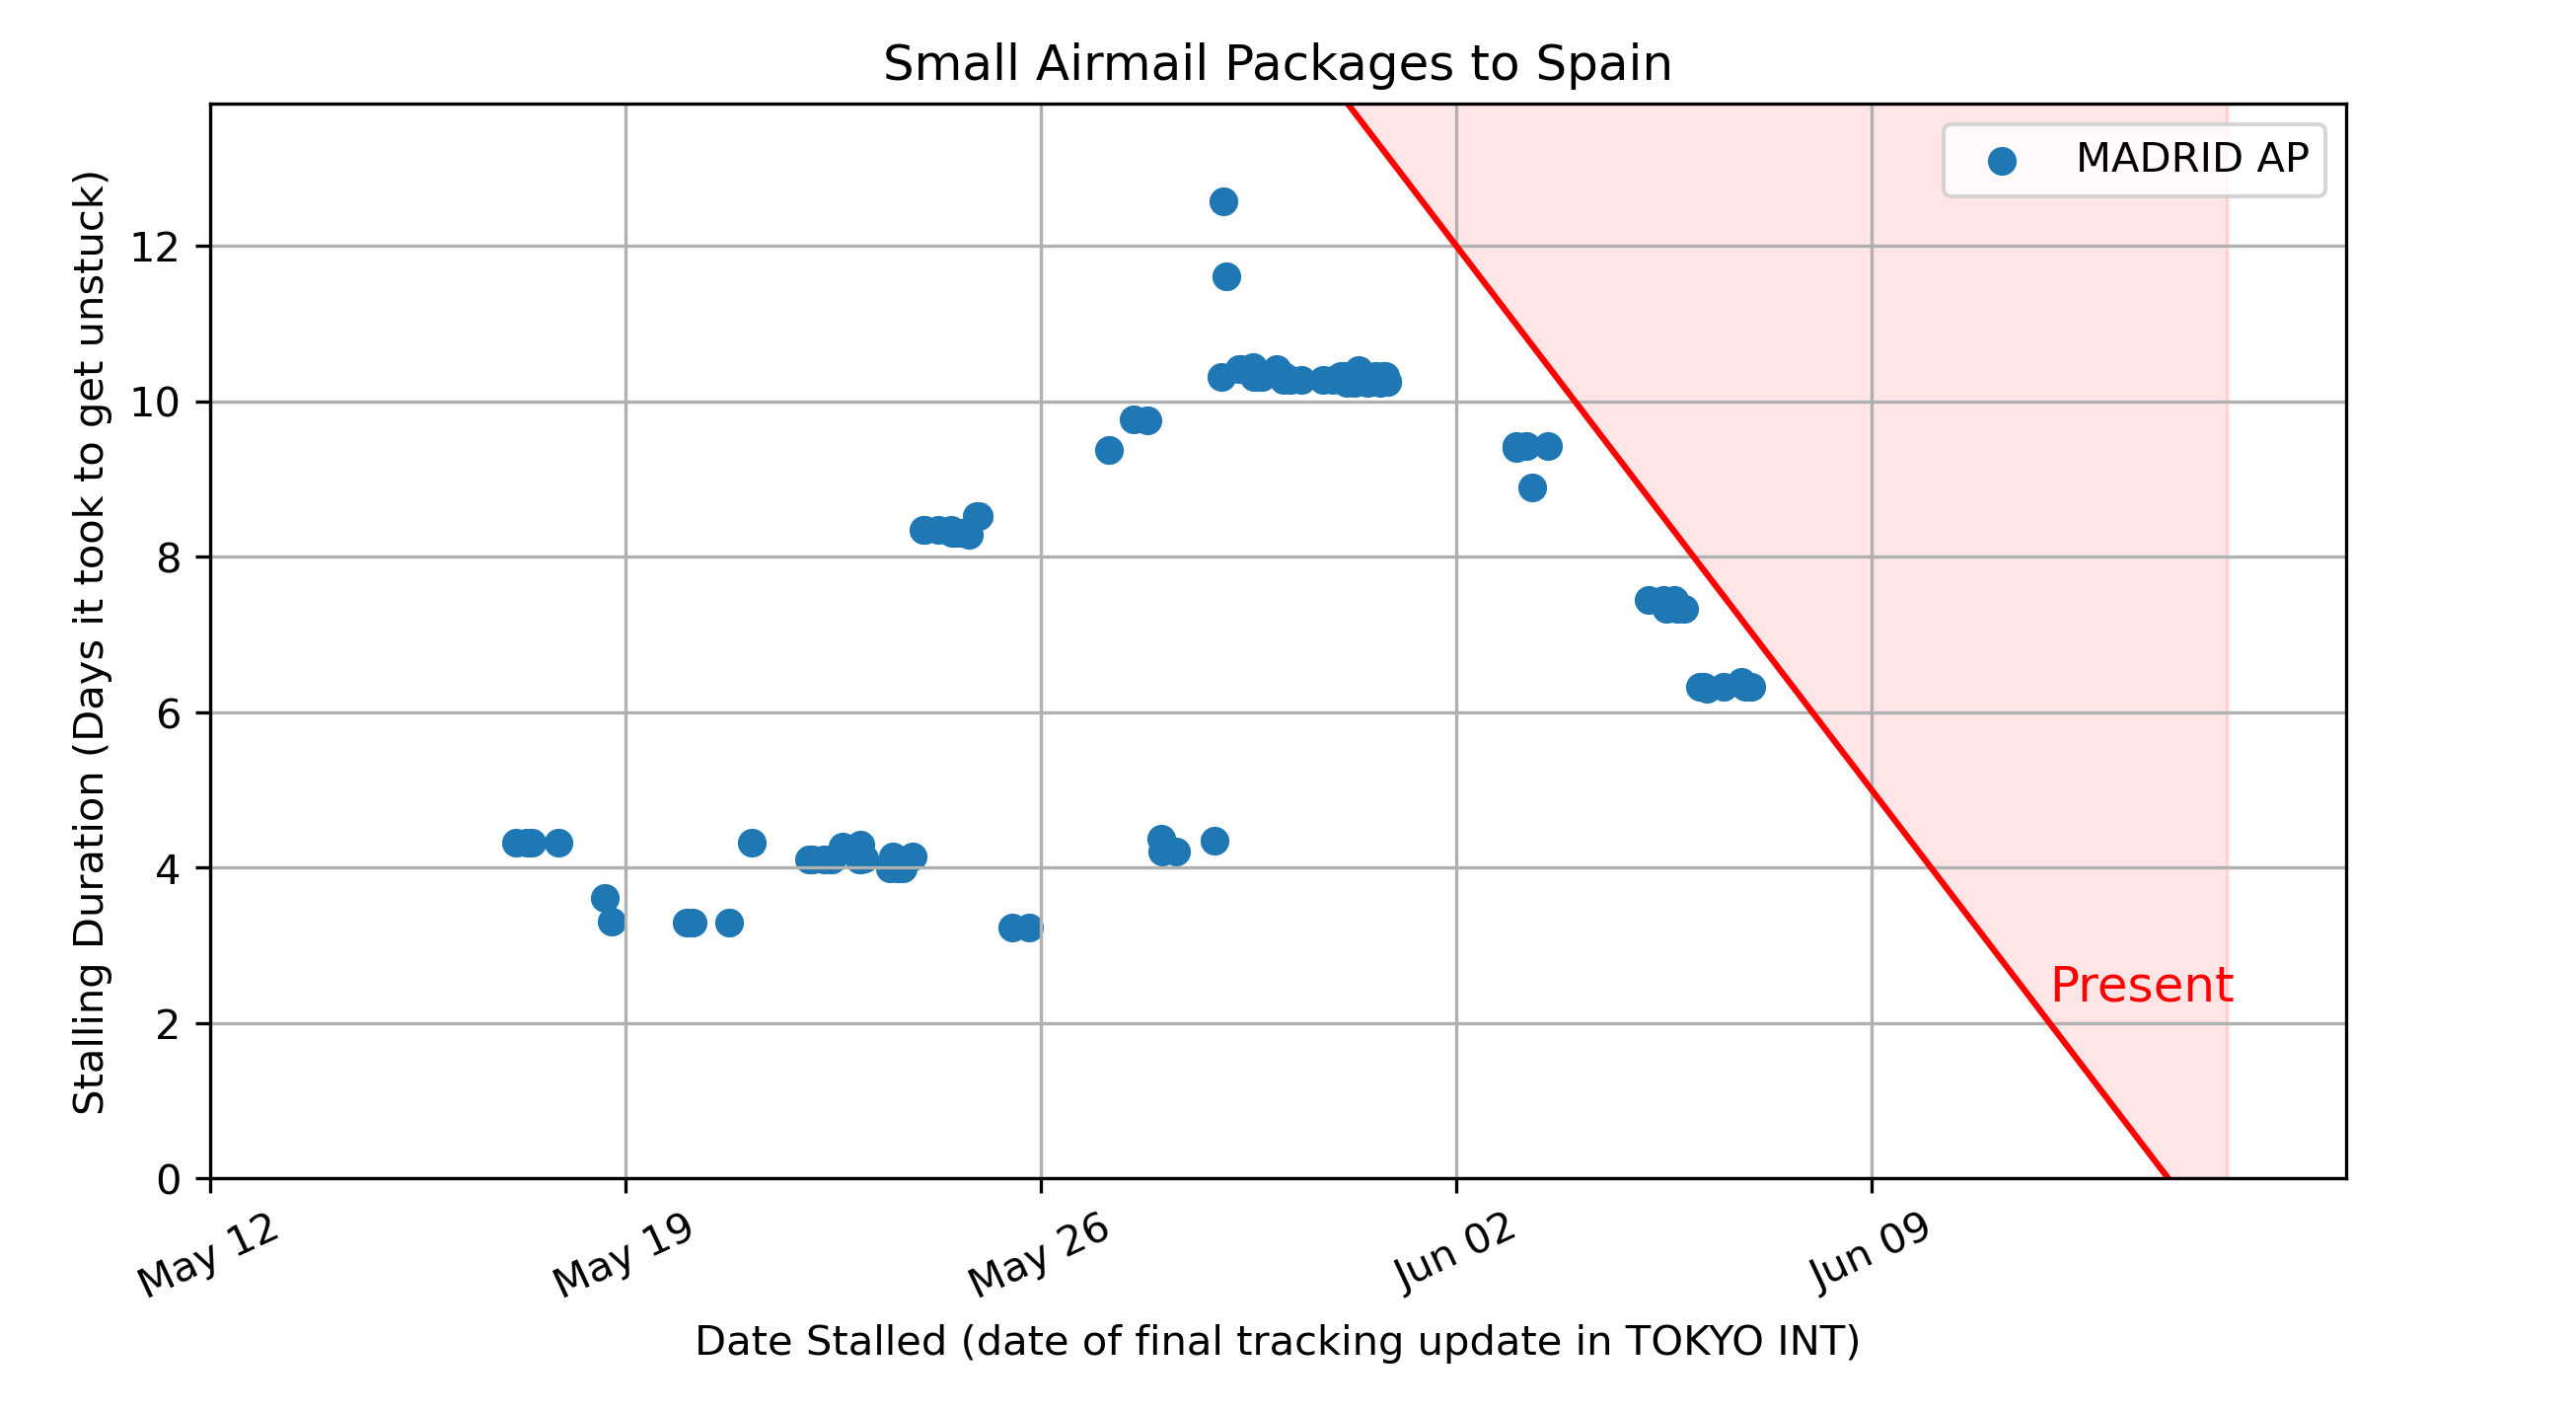 Small Airmail Packages to Spain
MADRID AP
Stalling Duration (Days it took to get unstuck)
12
10
8
6
4
2
0
Present
May 12
May 19
May 26
Jun 02
Jun 09
Date Stalled (date of final tracking update in TOKYO INT)